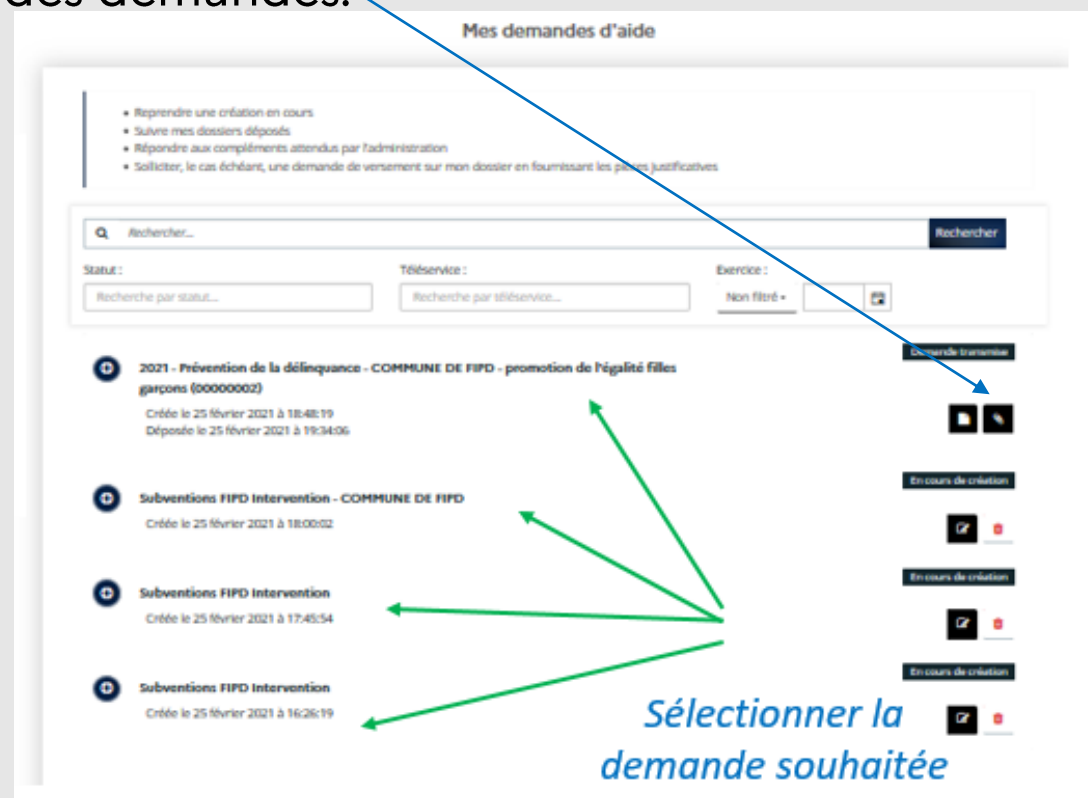 des demandes.
Mes demandes d'aide
• Reprendre une création en cours
• Suivre mes dossiers déposés
• Répondre aux compléments attendus par l'administration
• Solliciter, le cas échéant, une demande de versement sur mon dossier en fournissant les pièces justificatives
Rechercher...
Rechercher
Statut :
Téléservice :
Exercice :
Recherche par statut...
Recherche par téléservice...
Non filtré
Demande transmise
2021 - Prévention de la délinquance - COMMUNE DE FIPD - promotion de l'égalité filles
garçons (00000002)
Créée le 25 février 2021 à 18:48:19
Déposée le 25 février 2021 à 19:34:06
En cours de création
Subventions FIPD Intervention - COMMUNE DE FIPD
Créée le 25 février 2021 à 18:00:02
En cours de création
Subventions FIPD Intervention
Créée le 25 février 2021 à 17:45:54
En cours de création
Subventions FIPD Intervention
Créée le 25 février 2021 à 16:26:19
Sélectionner la
demande souhaitée